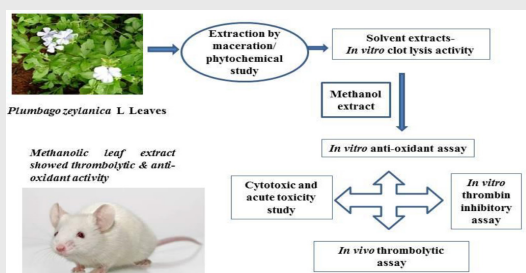 Plumbago zeylanica L Leaves
Extraction by
maceration/
phytochemical
study
Solvent extracts-
In vitro clot lysis activity
Methanol
extract
In vitro anti-oxidant assay
Methanolic leaf extract
showed thrombolytic & anti-
oxidant activity
Cytotoxic and
acute toxicity
study
In vitro
thrombin
inhibitory
assay
In vivo thrombolytic
assay